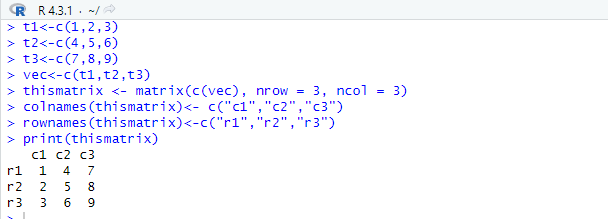 R 4.3.1 · ~/
> t1<-c(1,2,3)
> t2<-c(4,5,6)
> t3<-c(7,8,9)
> vec<-c(t1,t2,t3)
> thismatrix <- matrix(c(vec), nrow = 3, ncol = 3)
> colnames(thismatrix)<- c("c1","c2","c3")
> rownames(thismatrix)<-c("r1","r2","r3")
> print(thismatrix)
   c1 c2 c3
r1  1  4  7
r2  2  5  8
r3  3  6  9
>